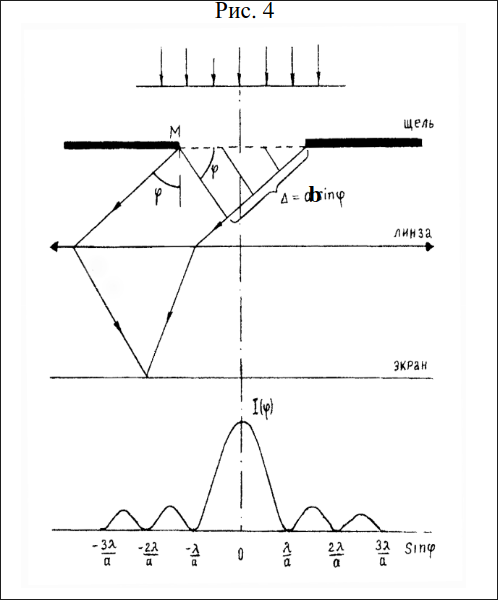 Рис. 4
щель
М
φ
φ
Δ = b sinφ
линза
экран
I(φ)
-3λ/a -2λ/a -λ/a 0 λ/a 2λ/a 3λ/a Sinφ